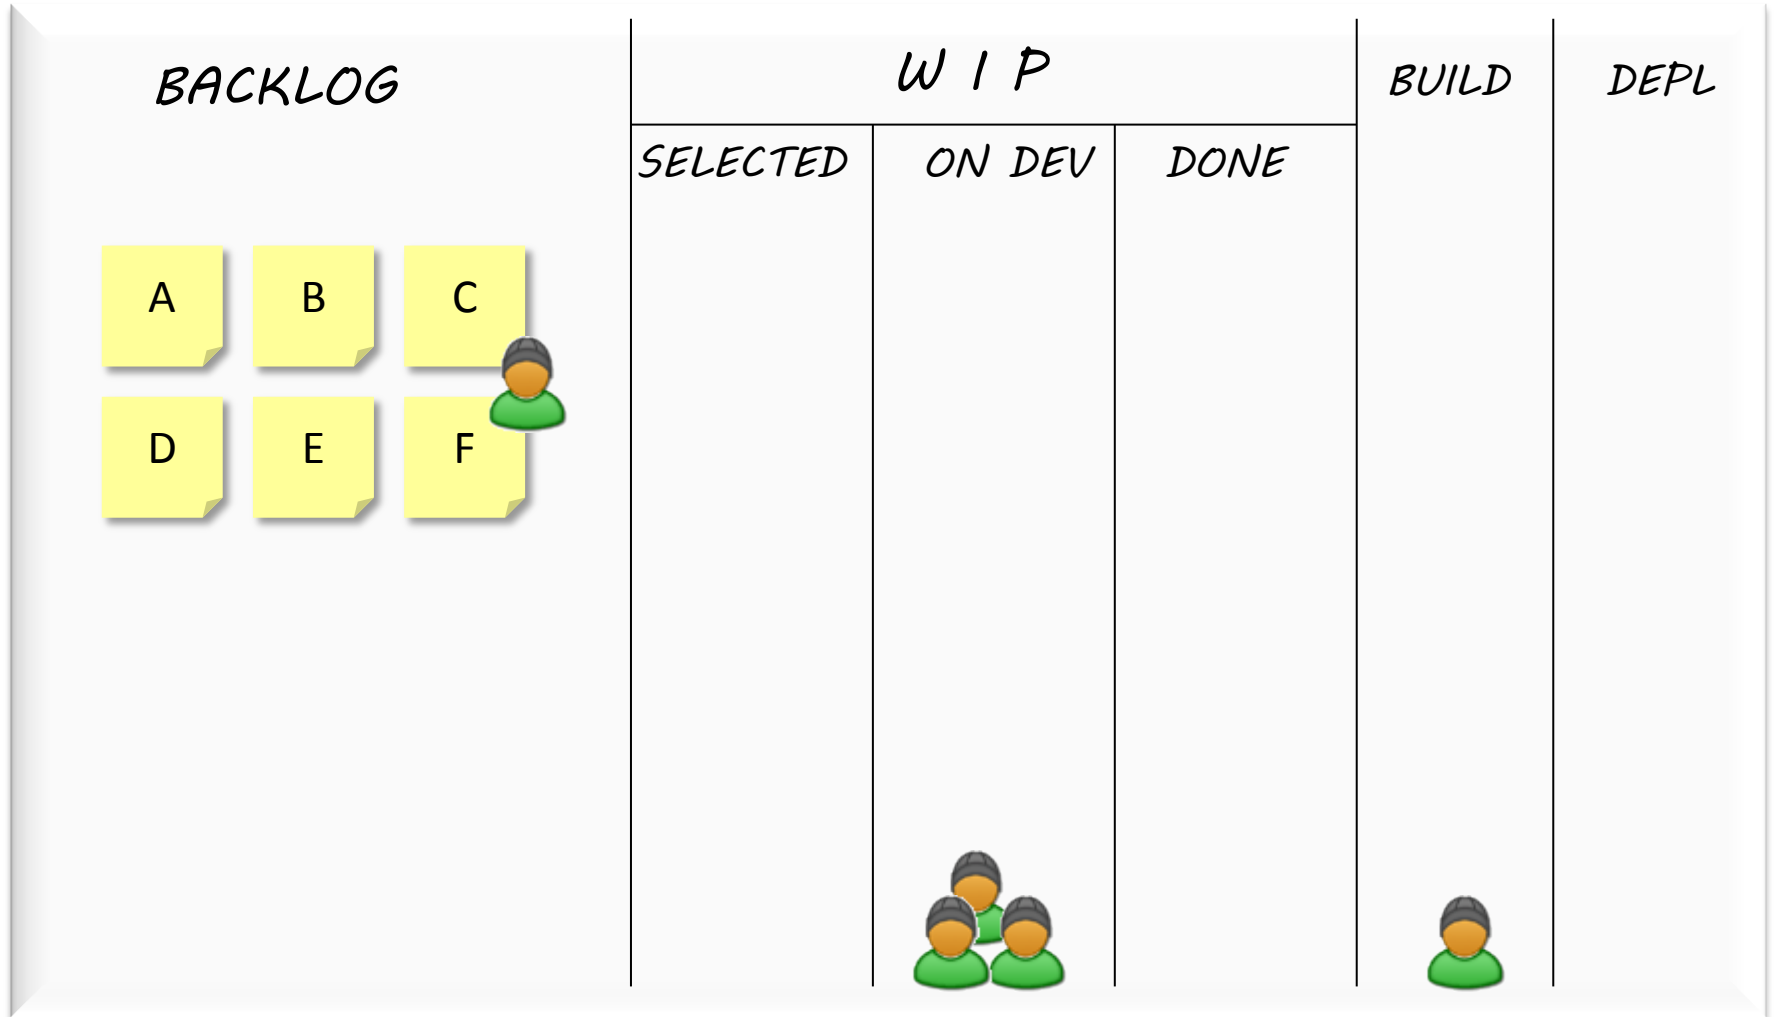 BACKLOG
W I P
BUILD
DEPL
SELECTED
ON DEV
DONE
A
B
C
D
E
F